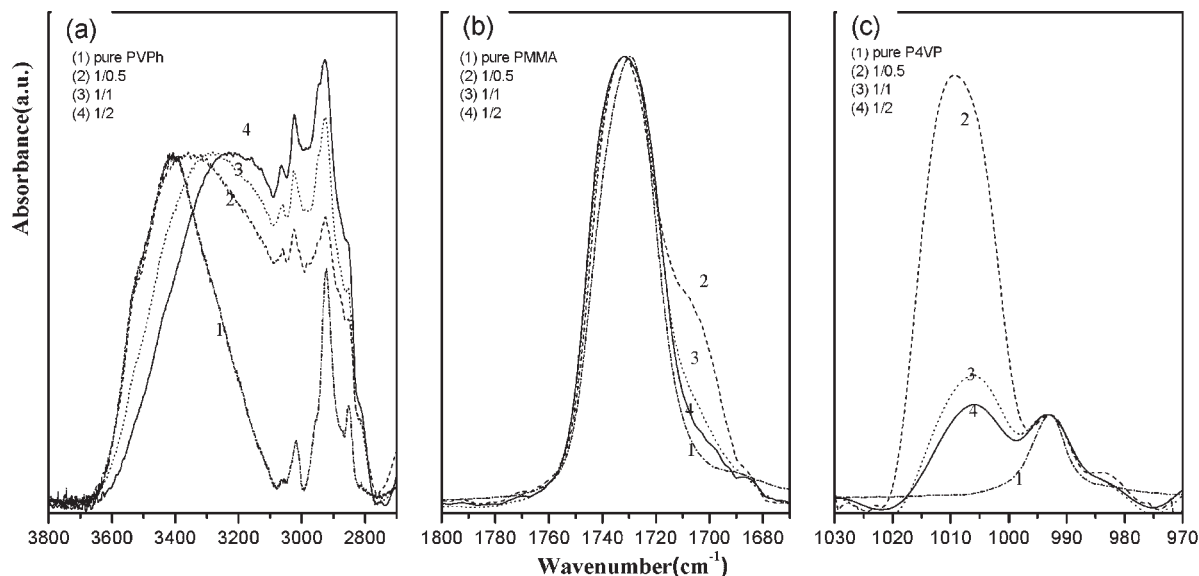 (a)
(1) pure PVPh
(2) 1/0.5
(3) 1/1
(4) 1/2
4
3
2
1
(b)
(1) pure PMMA
(2) 1/0.5
(3) 1/1
(4) 1/2
2
3
4
1
(c)
(1) pure P4VP
(2) 1/0.5
(3) 1/1
(4) 1/2
2
3
4
1
Absorbance(a.u.)
3800 3600 3400 3200 3000 2800
1780 1760 1740 1720 1700 1680
1030 1020 1010 1000 990 980 970
Wavenumber(cm⁻¹)